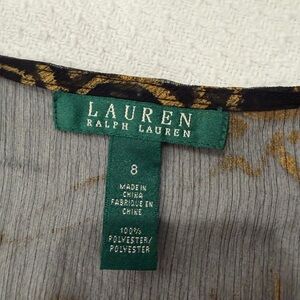 LAUREN
RALPH LAUREN
8
MADE IN
CHINA
FABRIQUE EN
CHINE
100%
POLYESTER/
POLYESTER